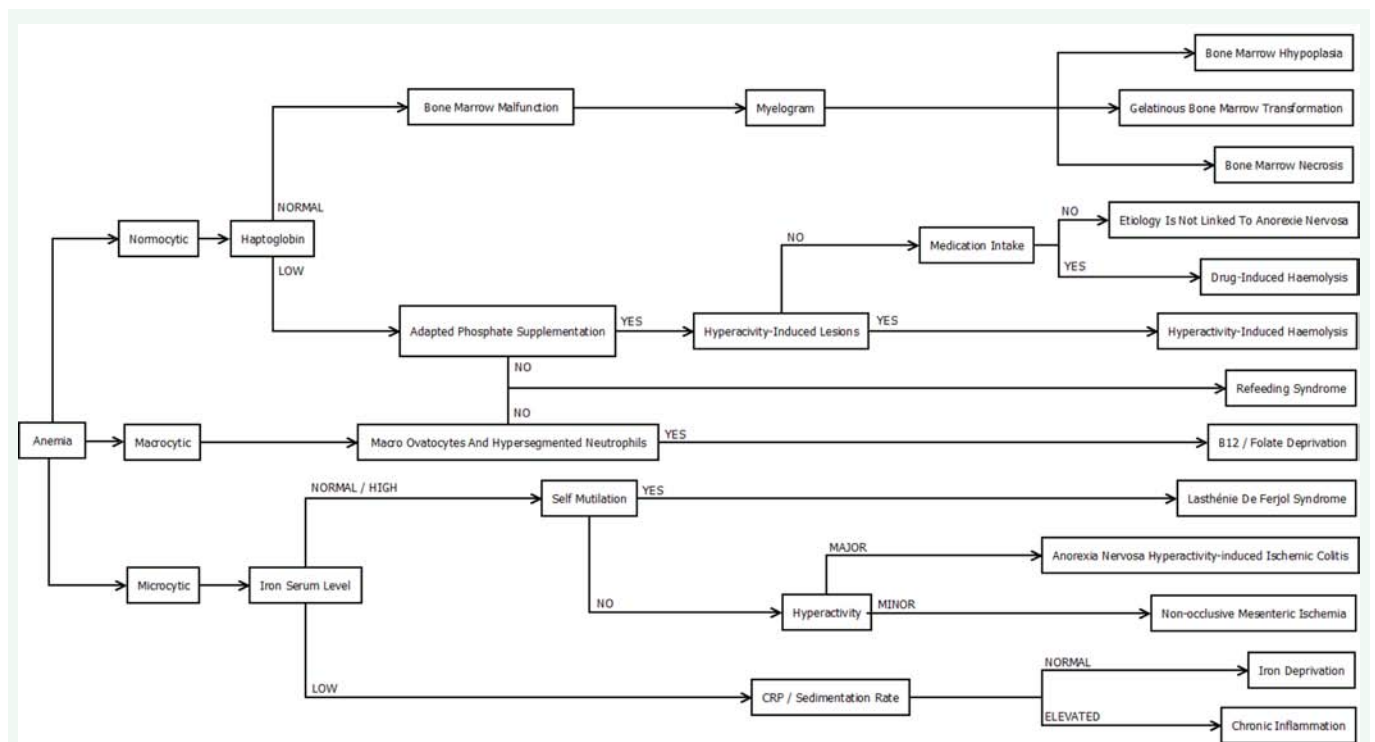 Bone Marrow Hhypoplasia
Bone Marrow Malfunction
Myelogram
Gelatinous Bone Marrow Transformation
Bone Marrow Necrosis
NORMAL
Normocytic
Haptoglobin
LOW
NO
Etiology Is Not Linked To Anorexie Nervosa
NO
Medication Intake
YES
Drug-Induced Haemolysis
Adapted Phosphate Supplementation
YES
Hyperacivity-Induced Lesions
YES
Hyperactivity-Induced Haemolysis
NO
Refeeding Syndrome
NO
Anemia
Macrocytic
Macro Ovatocytes And Hypersegmented Neutrophils
YES
B12 / Folate Deprivation
NORMAL / HIGH
Self Mutilation
YES
Lasthénie De Ferjol Syndrome
MAJOR
Anorexia Nervosa Hyperactivity-induced Ischemic Colitis
Microcytic
Iron Serum Level
NO
Hyperactivity
MINOR
Non-occlusive Mesenteric Ischemia
LOW
CRP / Sedimentation Rate
NORMAL
Iron Deprivation
ELEVATED
Chronic Inflammation